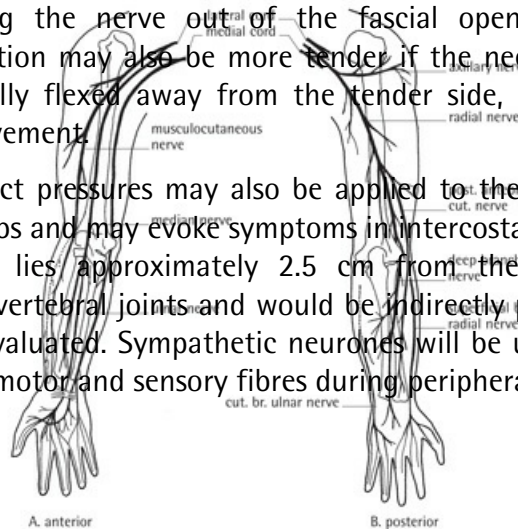 ng the nerve out of the fascial open
lateral cord
medial cord
tion may also be more tender if the nec
axillary nerve
lly flexed away from the tender side,
radial nerve
vement.
musculocutaneous
nerve
ct pressures may also be applied to the
cut. nerve
median nerve
bs and may evoke symptoms in intercosta
lies approximately 2.5 cm from the
nerve
vertebral joints and would be indirectly
radial nerve
valuated. Sympathetic neurones will be u
motor and sensory fibres during periphera
cut. br. ulnar nerve
A. anterior
B. posterior